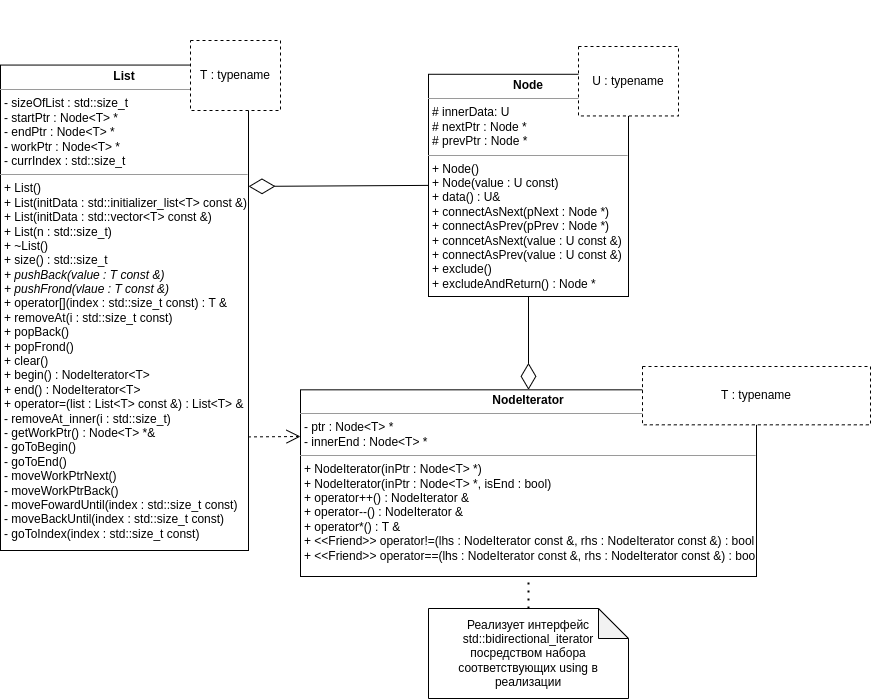 List
T : typename
- sizeOfList : std::size_t
- startPtr : Node<T> *
- endPtr : Node<T> *
- workPtr : Node<T> *
- currIndex : std::size_t
+ List()
+ List(initData : std::initializer_list<T> const &)
+ List(initData : std::vector<T> const &)
+ List(n : std::size_t)
+ ~List()
+ size() : std::size_t
+ pushBack(value : T const &)
+ pushFrond(vlaue : T const &)
+ operator[](index : std::size_t const) : T &
+ removeAt(i : std::size_t const)
+ popBack()
+ popFrond()
+ clear()
+ begin() : NodeIterator<T>
+ end() : NodeIterator<T>
+ operator=(list : List<T> const &) : List<T> &
- removeAt_inner(i : std::size_t)
- getWorkPtr() : Node<T> *&
- goToBegin()
- goToEnd()
- moveWorkPtrNext()
- moveWorkPtrBack()
- moveFowardUntil(index : std::size_t const)
- moveBackUntil(index : std::size_t const)
- goToIndex(index : std::size_t const)
Node
U : typename
# innerData: U
# nextPtr : Node *
# prevPtr : Node *
+ Node()
+ Node(value : U const)
+ data() : U&
+ connectAsNext(pNext : Node *)
+ connectAsPrev(pPrev : Node *)
+ conncetAsNext(value : U const &)
+ connectAsPrev(value : U const &)
+ exclude()
+ excludeAndReturn() : Node *
NodeIterator
T : typename
- ptr : Node<T> *
- innerEnd : Node<T> *
+ NodeIterator(inPtr : Node<T> *)
+ NodeIterator(inPtr : Node<T> *, isEnd : bool)
+ operator++() : NodeIterator &
+ operator--() : NodeIterator &
+ operator*() : T &
+ <<Friend>> operator!=(lhs : NodeIterator const &, rhs : NodeIterator const &) : bool
+ <<Friend>> operator==(lhs : NodeIterator const &, rhs : NodeIterator const &) : boo
Реализует интерфейс
std::bidirectional_iterator
посредством набора
соответствующих using в
реализации